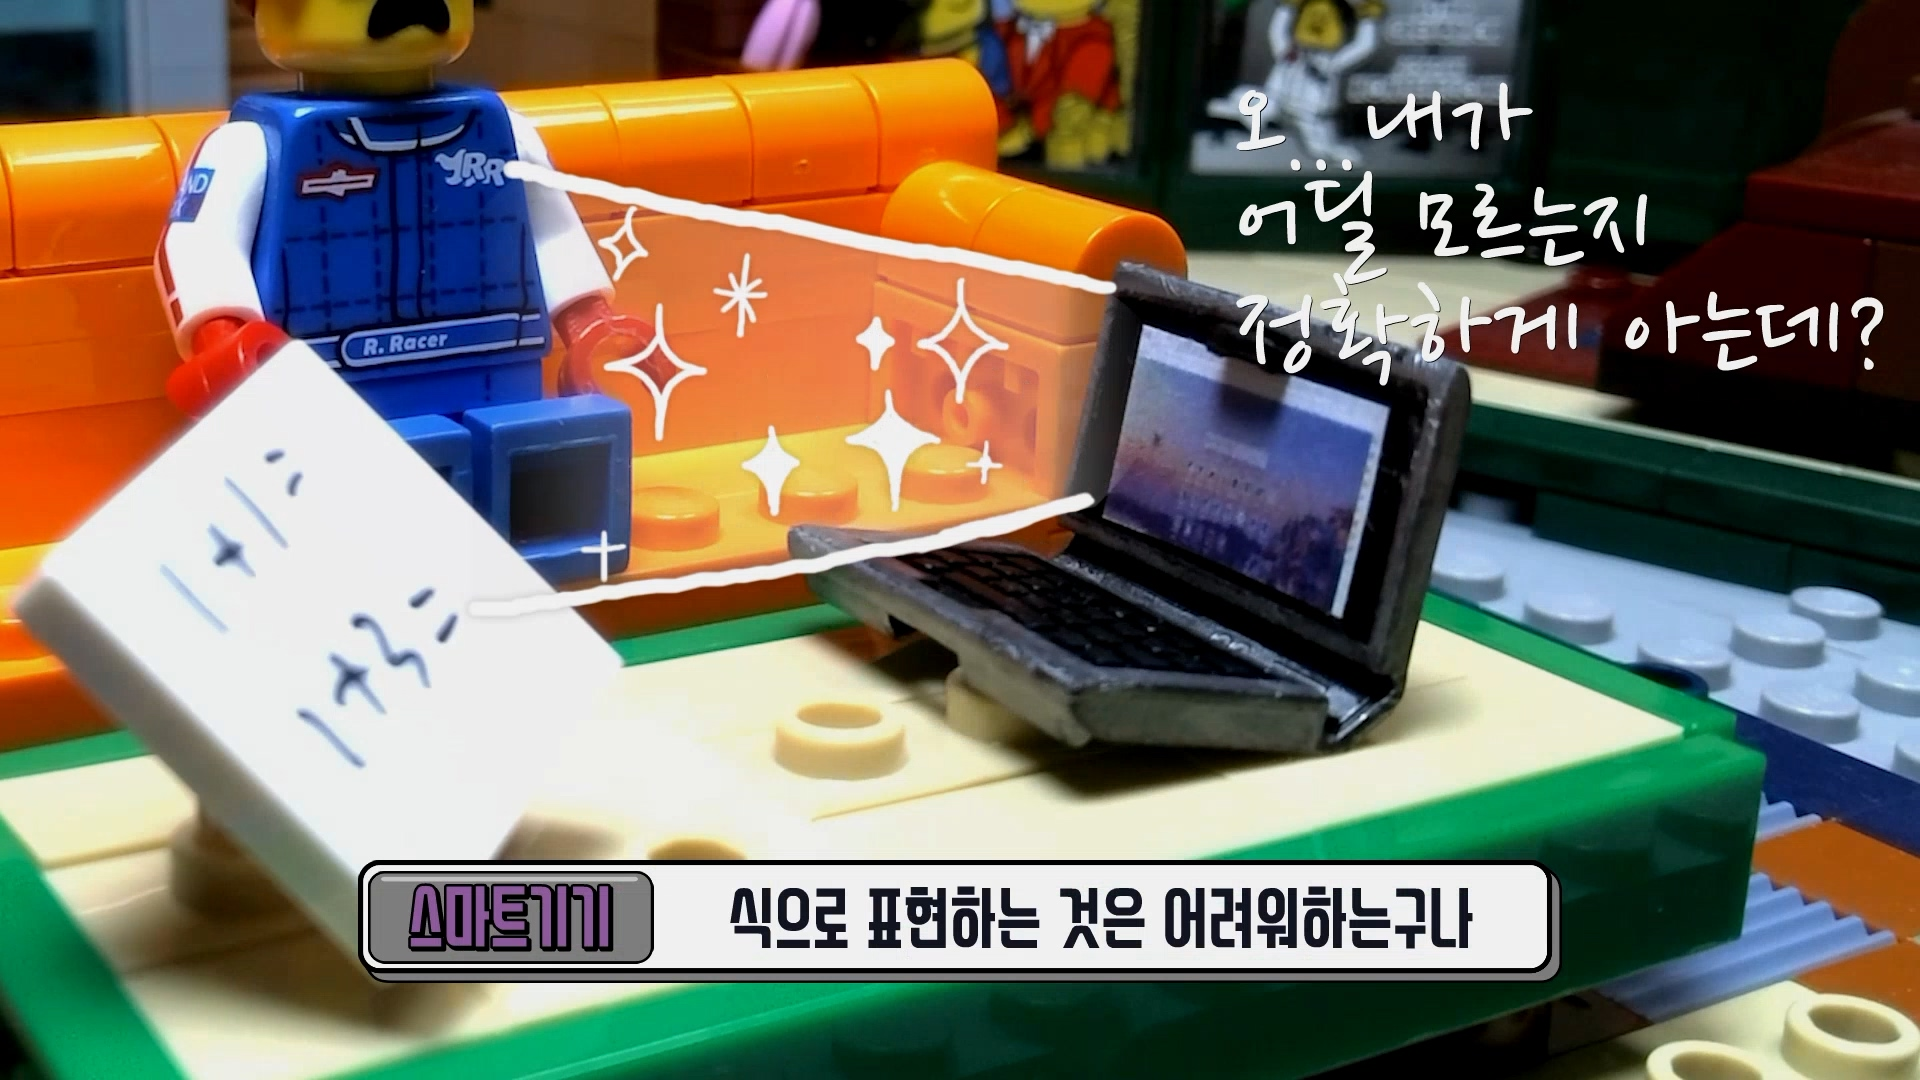 오... 내가
어딜 모르는지
정확하게 아는데?
YRR
R. Racer
1+1=
1+3=
스마트기기
식으로 표현하는 것은 어려워하는구나